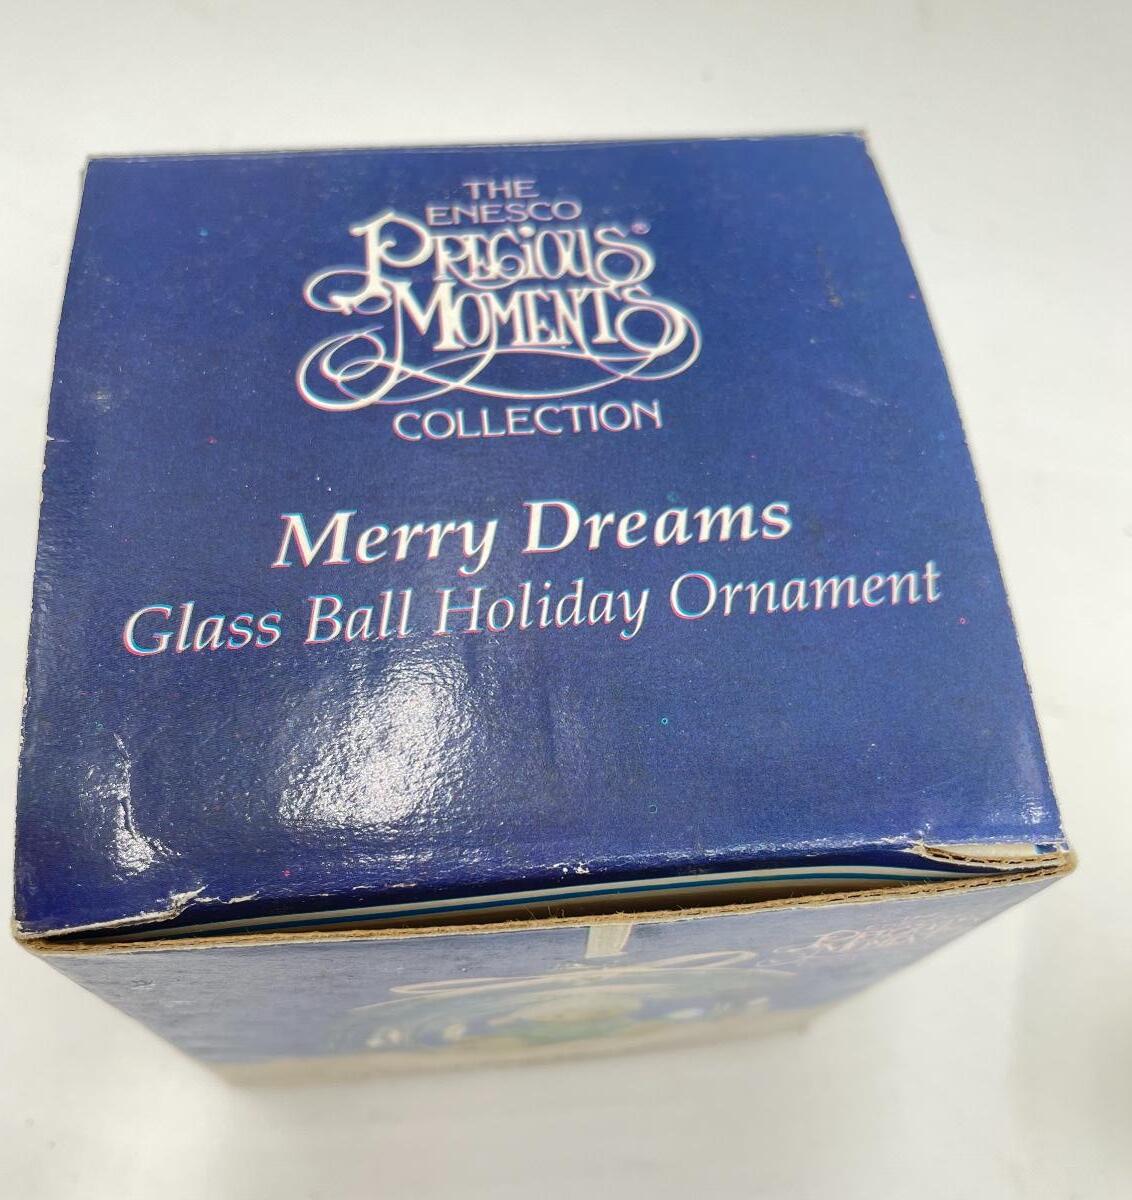 THE
ENESCO
PRECIOUS®
MOMENTS
COLLECTION
Merry Dreams
Glass Ball Holiday Ornament